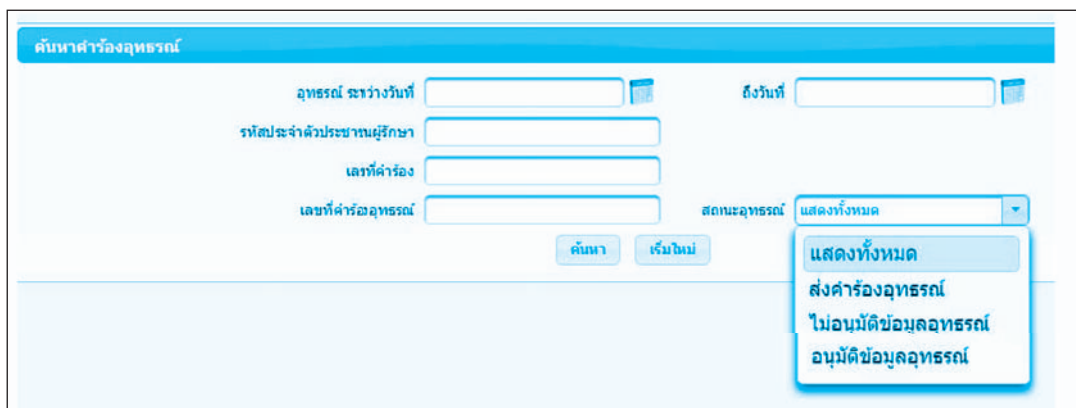 ค้นหาคำร้องอุทธรณ์
อุทธรณ์ ระหว่างวันที่ ถึงวันที่
รหัสประจำตัวประชาชนผู้รักษา
เลขที่คำร้อง
เลขที่คำร้องอุทธรณ์ สถานะอุทธรณ์ แสดงทั้งหมด
ค้นหา เริ่มใหม่
แสดงทั้งหมด
ส่งคำร้องอุทธรณ์
ไม่อนุมัติข้อมูลอุทธรณ์
อนุมัติข้อมูลอุทธรณ์